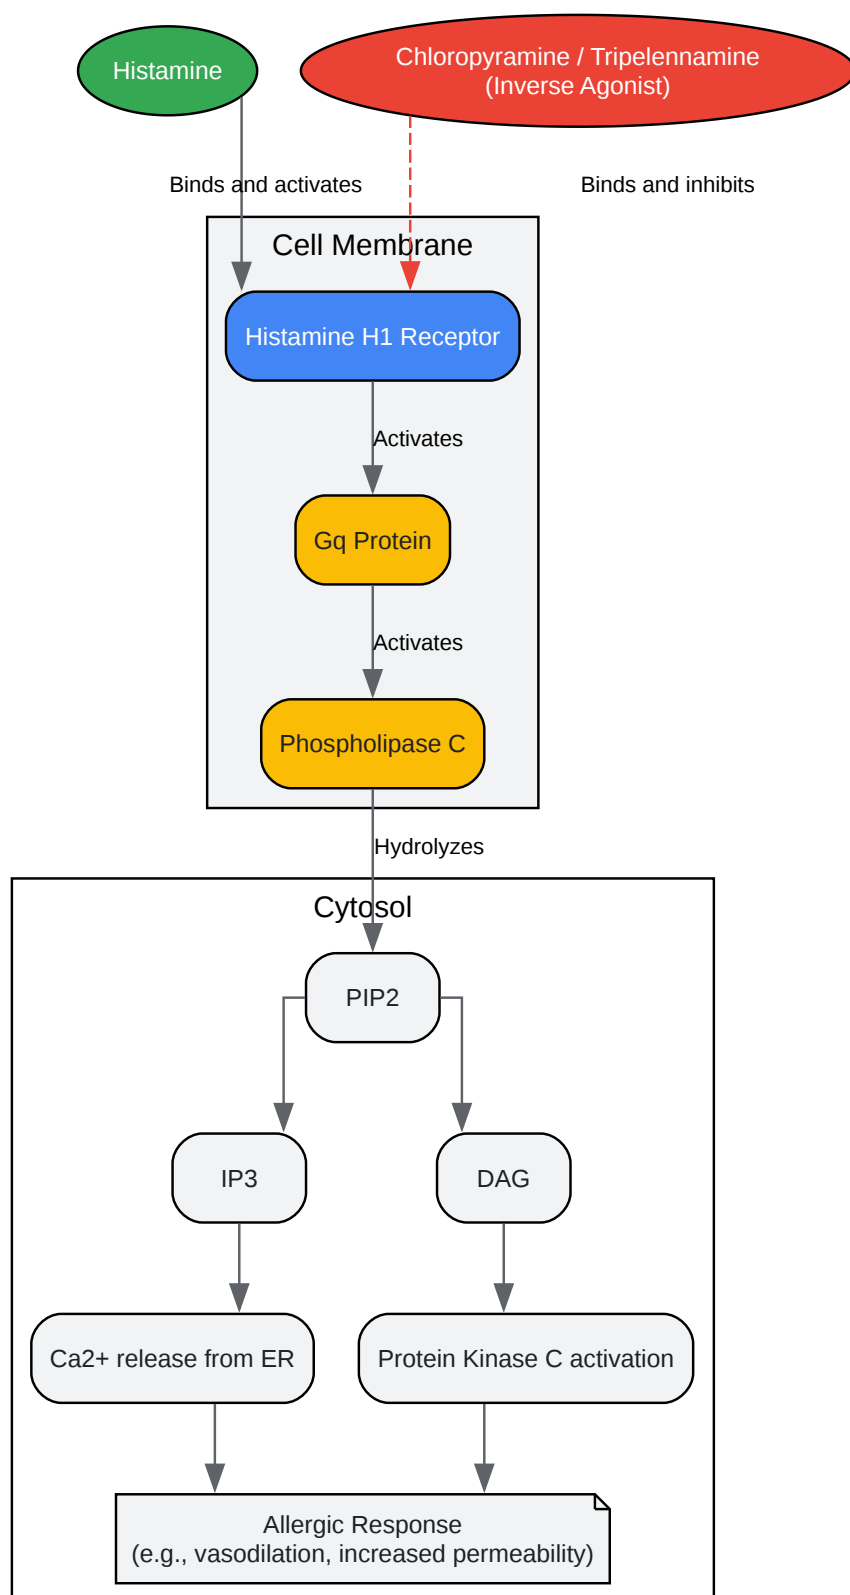 Histamine
Chloropyramine / Tripelennamine
(Inverse Agonist)
Binds and activates
Binds and inhibits
Cell Membrane
Histamine H1 Receptor
Activates
Gq Protein
Activates
Phospholipase C
Hydrolyzes
Cytosol
PIP2
IP3
DAG
Ca2+ release from ER
Protein Kinase C activation
Allergic Response
(e.g., vasodilation, increased permeability)